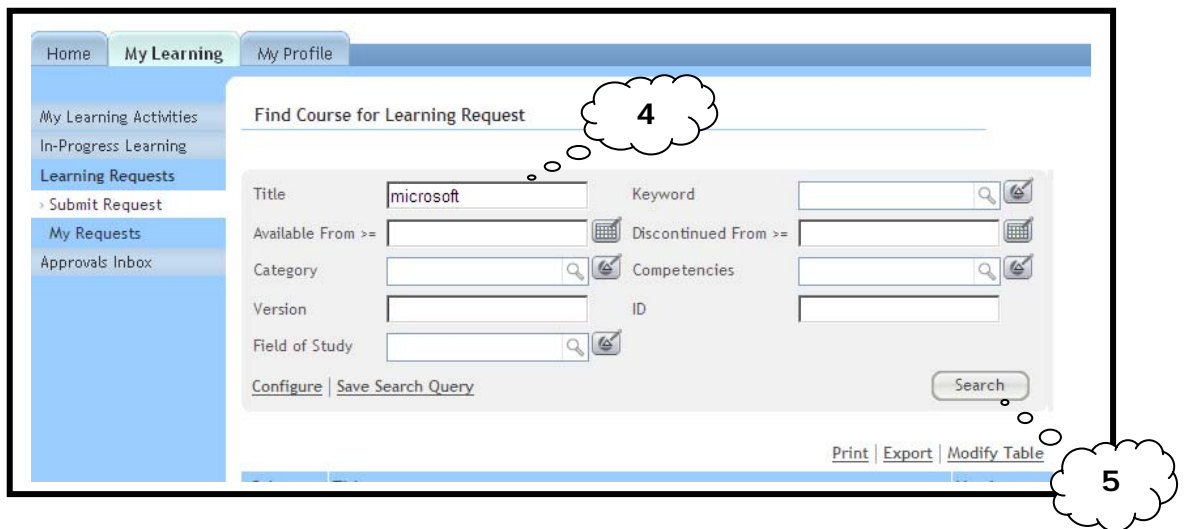 Home My Learning My Profile
My Learning Activities
In-Progress Learning
Learning Requests
› Submit Request
My Requests
Approvals Inbox
Find Course for Learning Request
4
Title microsoft Keyword
Available From >= Discontinued From >=
Category Competencies
Version ID
Field of Study
Configure | Save Search Query Search
Print | Export | Modify Table
5